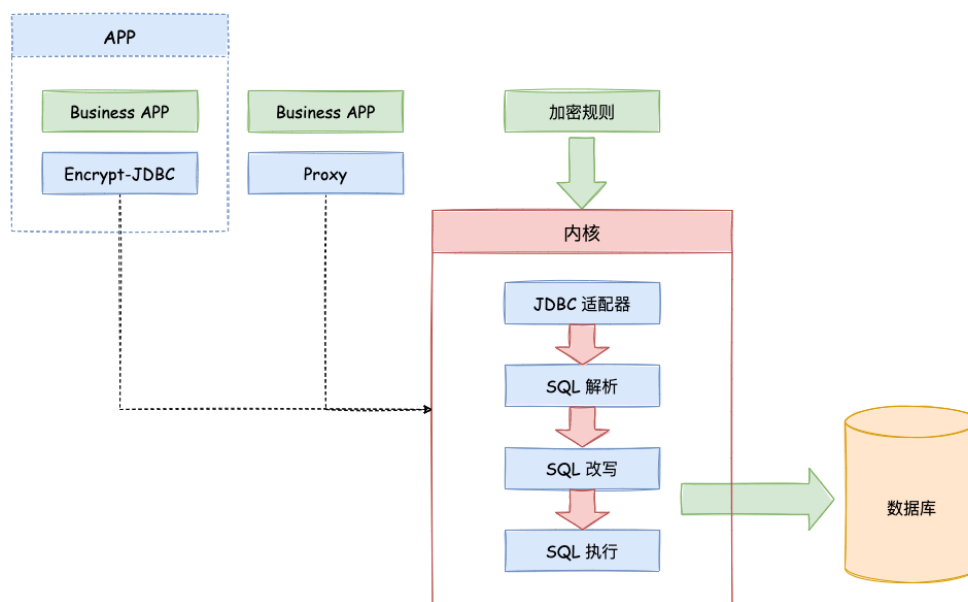 APP
Business APP
Business APP
加密规则
Encrypt-JDBC
Proxy
内核
JDBC 适配器
SQL 解析
SQL 改写
SQL 执行
数据库